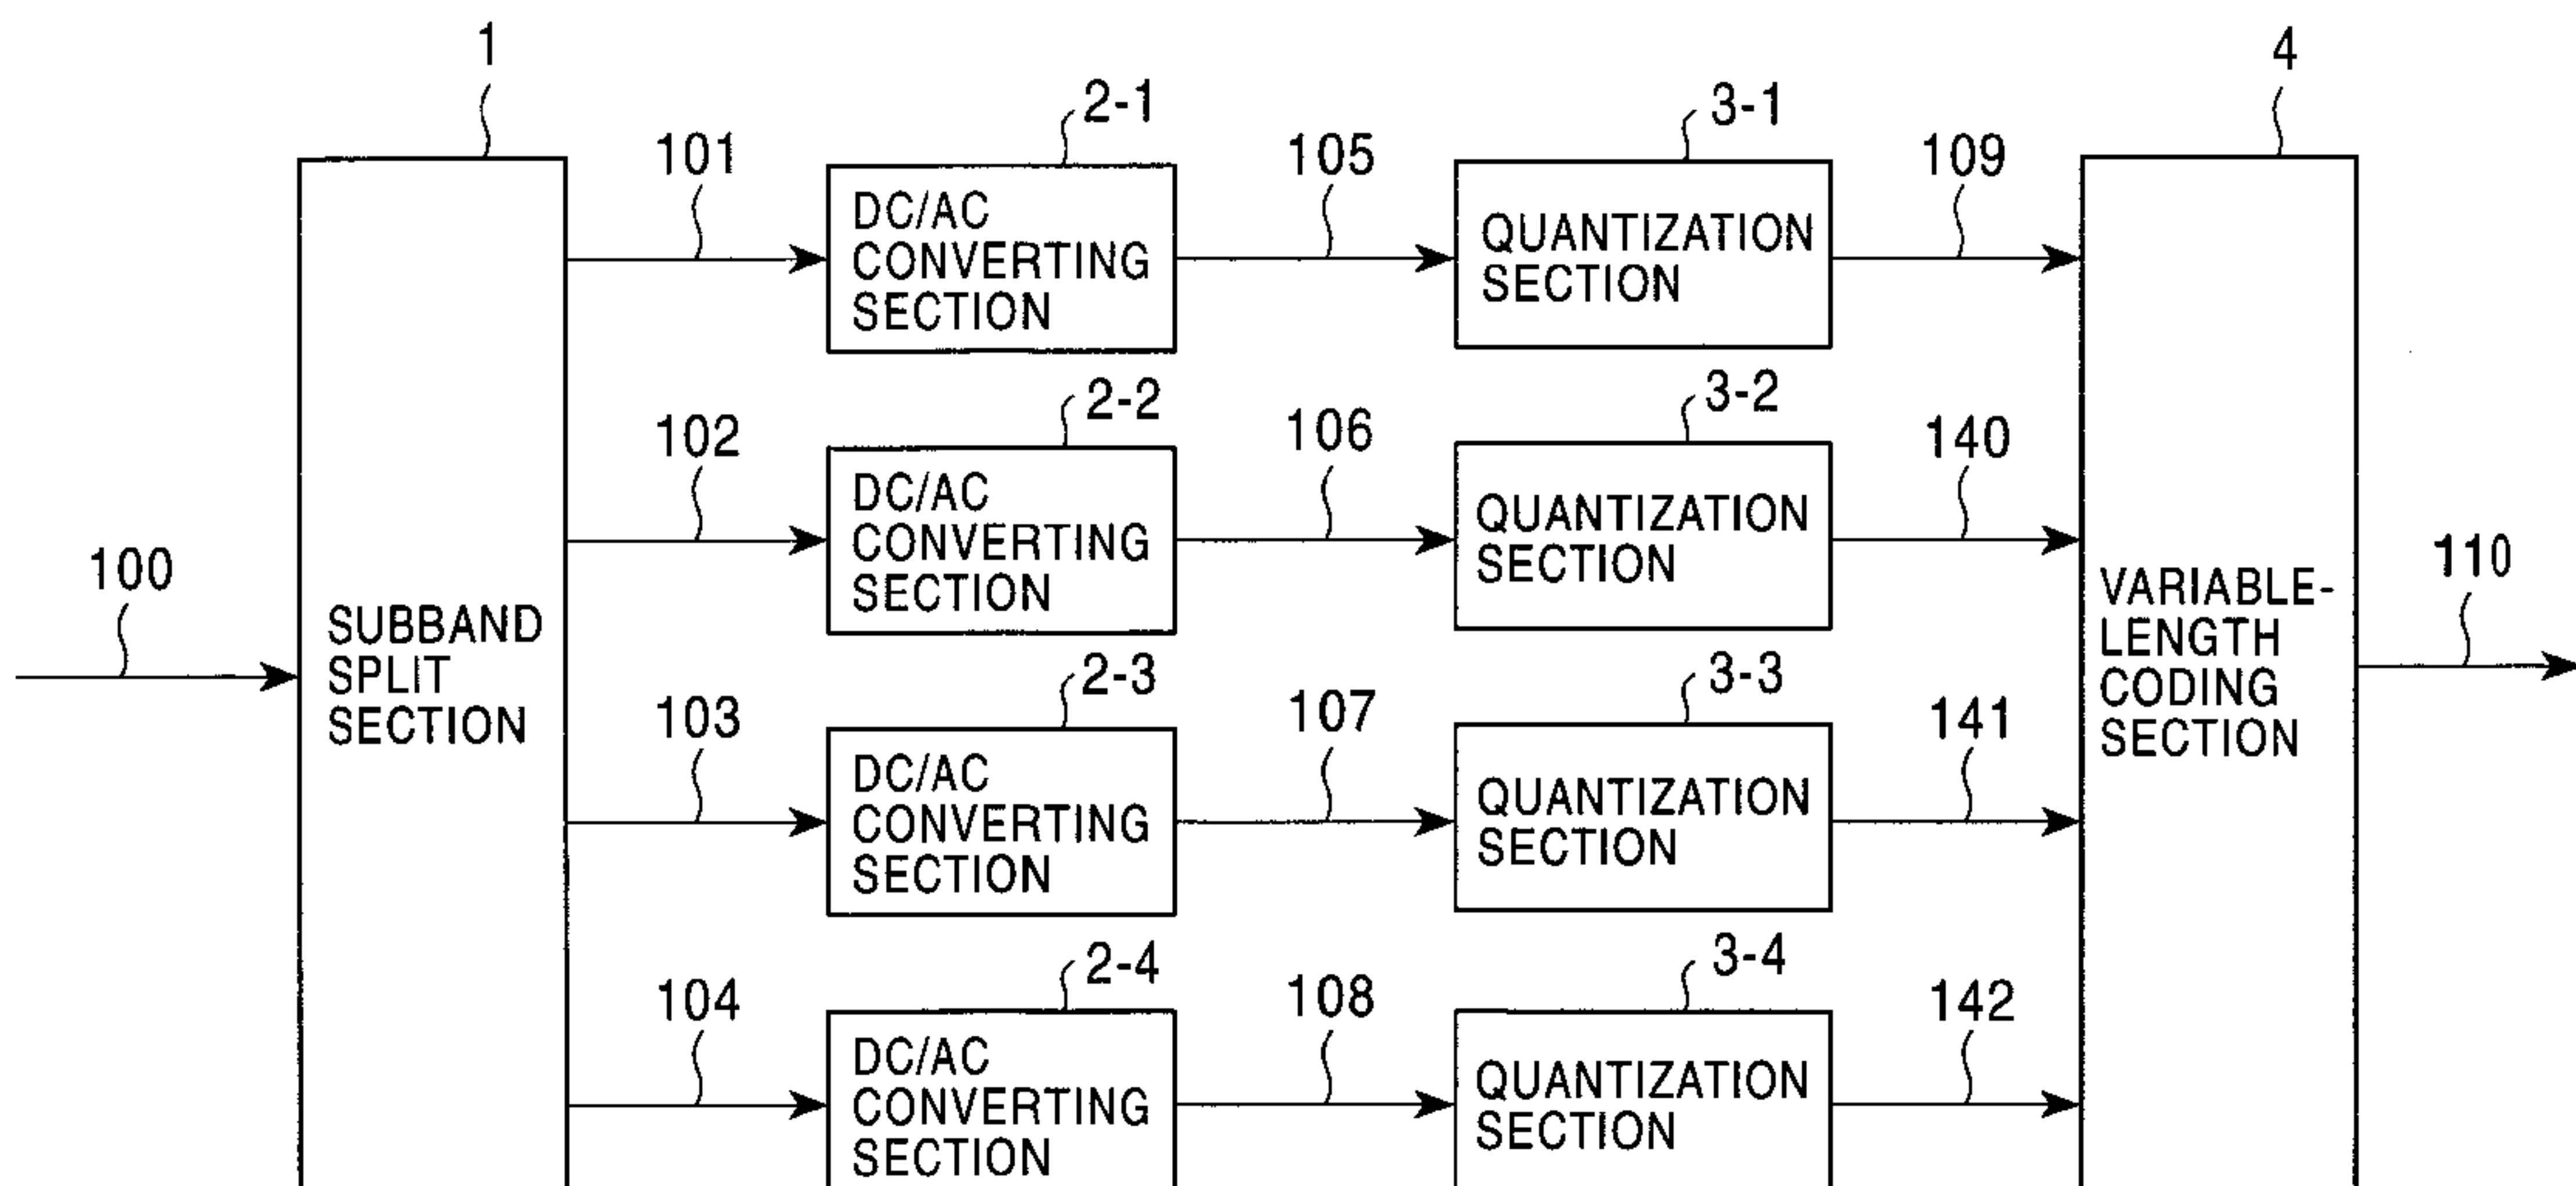 1
4
2-1
3-1
101
105
109
DC/AC
CONVERTING
SECTION
QUANTIZATION
SECTION
2-2
3-2
102
106
140
DC/AC
CONVERTING
SECTION
QUANTIZATION
SECTION
100
110
SUBBAND
SPLIT
SECTION
VARIABLE-
LENGTH
CODING
SECTION
2-3
3-3
103
107
141
DC/AC
CONVERTING
SECTION
QUANTIZATION
SECTION
2-4
3-4
104
108
142
DC/AC
CONVERTING
SECTION
QUANTIZATION
SECTION